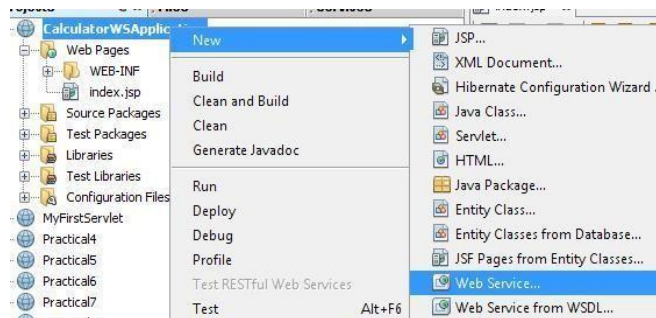 CalculatorWSApplic
Web Pages
WEB-INF
index.jsp
Source Packages
Test Packages
Libraries
Test Libraries
Configuration Files
MyFirstServlet
Practical4
Practical5
Practical6
Practical7
New
Build
Clean and Build
Clean
Generate Javadoc
Run
Deploy
Debug
Profile
Test RESTful Web Services
Test Alt+F6
JSP...
XML Document...
Hibernate Configuration Wizard .
Java Class...
Servlet...
HTML...
Java Package...
Entity Class...
Entity Classes from Database...
JSF Pages from Entity Classes...
Web Service...
Web Service from WSDL...